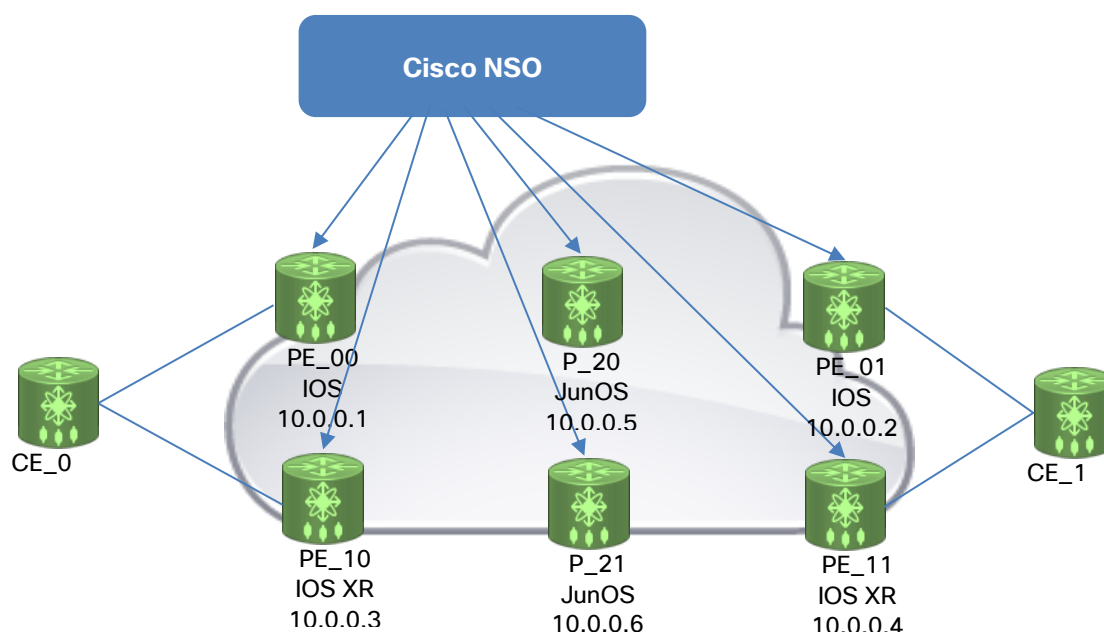 Cisco NSO
PE_00
IOS
10.0.0.1
P_20
JunOS
10.0.0.5
PE_01
IOS
10.0.0.2
CE_0
CE_1
PE_10
IOS XR
10.0.0.3
P_21
JunOS
10.0.0.6
PE_11
IOS XR
10.0.0.4